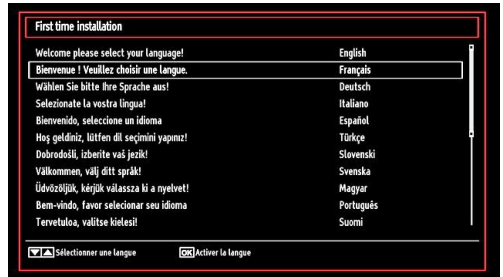 First time installation
Welcome please select your language! English
Bienvenue ! Veuillez choisir une langue. Français
Wählen Sie bitte Ihre Sprache aus! Deutsch
Selezionate la vostra lingua! Italiano
Bienvenido, seleccione un idioma Español
Hoş geldiniz, lütfen dil seçimini yapınız! Türkçe
Dobrodošli, izberite vaš jezik! Slovenski
Välkommen, välj ditt språk! Svenska
Üdvözöljük, kérjük válassza ki a nyelvet! Magyar
Bem-vindo, favor selecionar seu idioma Português
Tervetuloa, valitse kielesi! Suomi
Sélectionner une langue OK Activer la langue